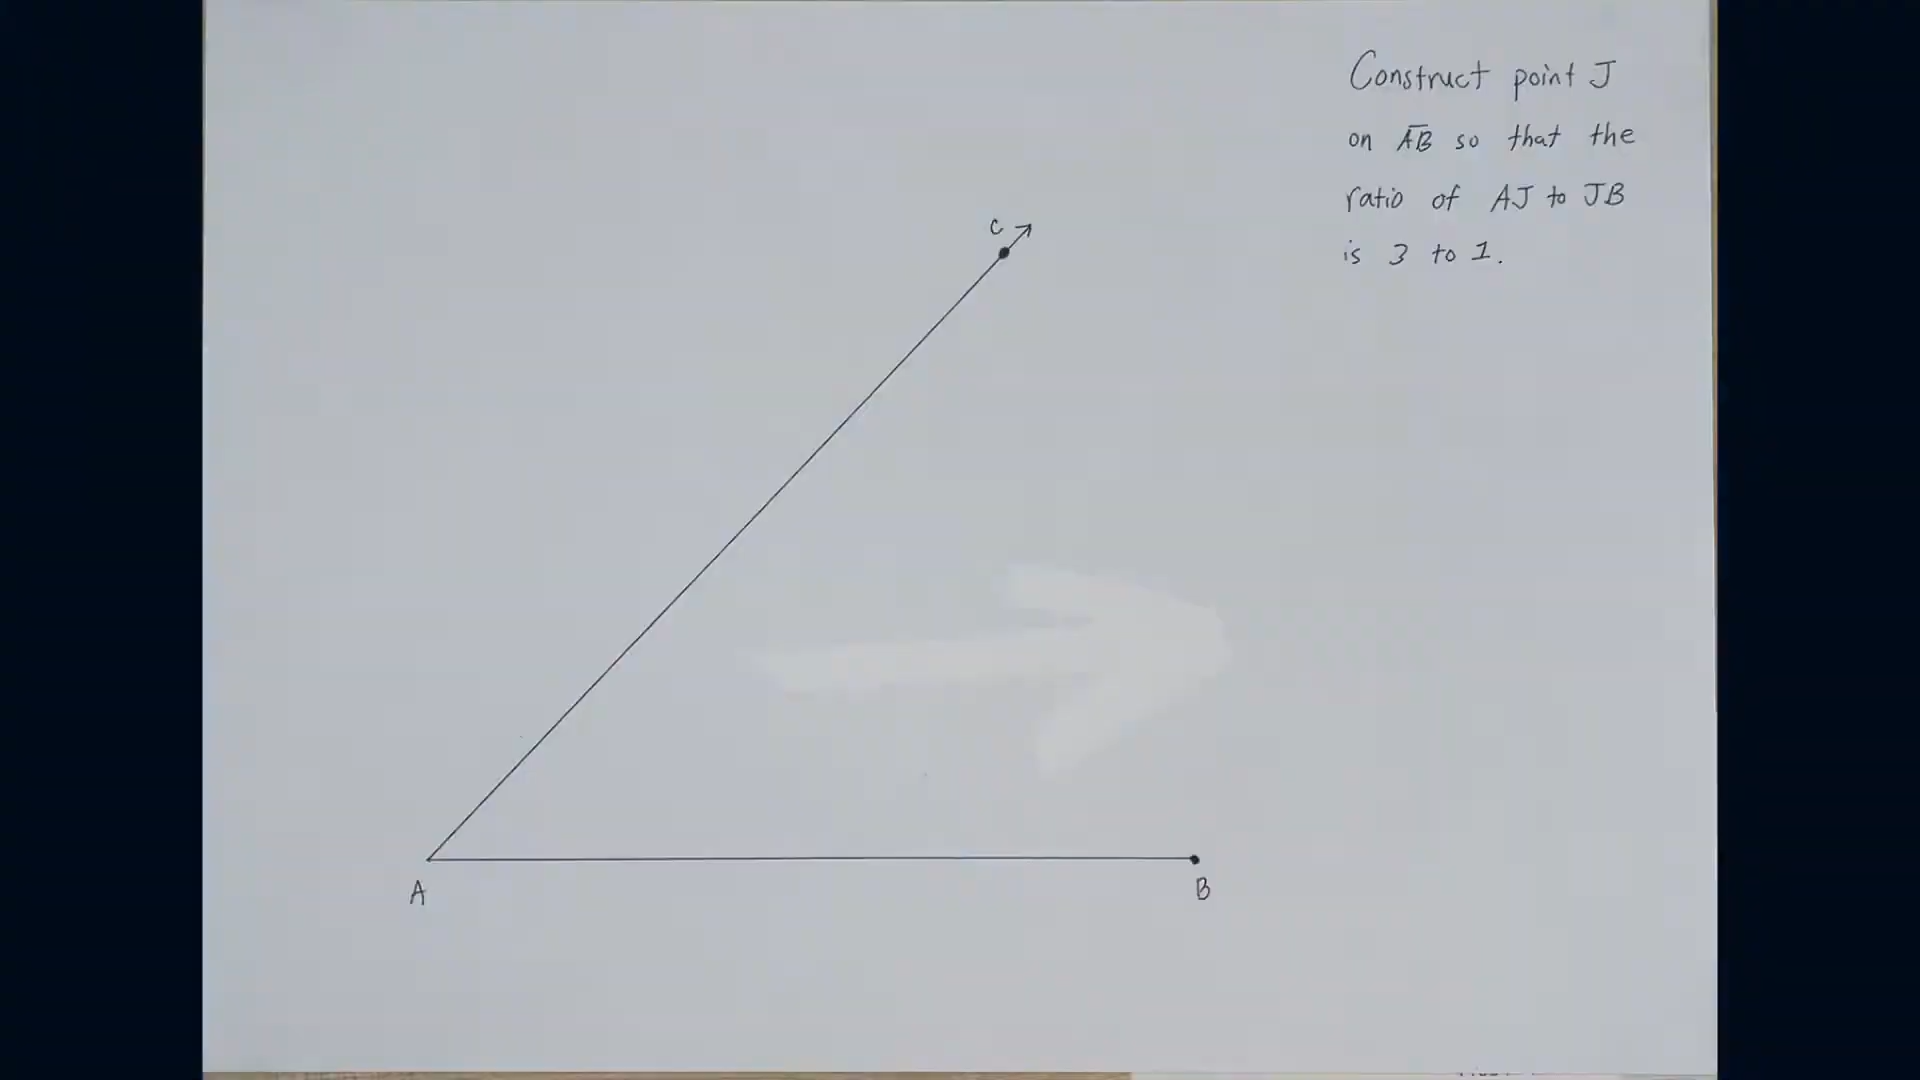 Construct point J
on AB so that the
ratio of AJ to JB
is 3 to 1.
C
A
B